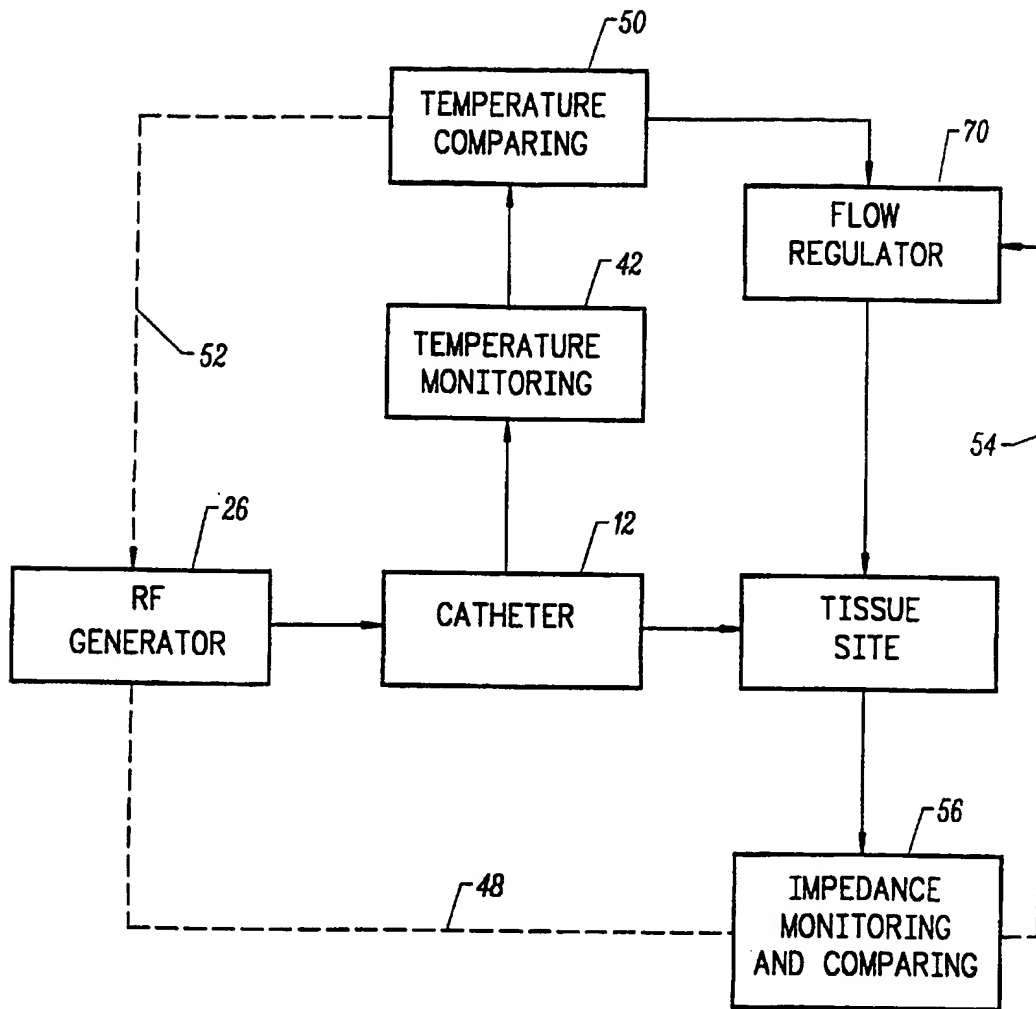 50
TEMPERATURE
COMPARING
70
FLOW
REGULATOR
42
TEMPERATURE
MONITORING
52
54
26
RF
GENERATOR
12
CATHETER
TISSUE
SITE
56
IMPEDANCE
MONITORING
AND COMPARING
48